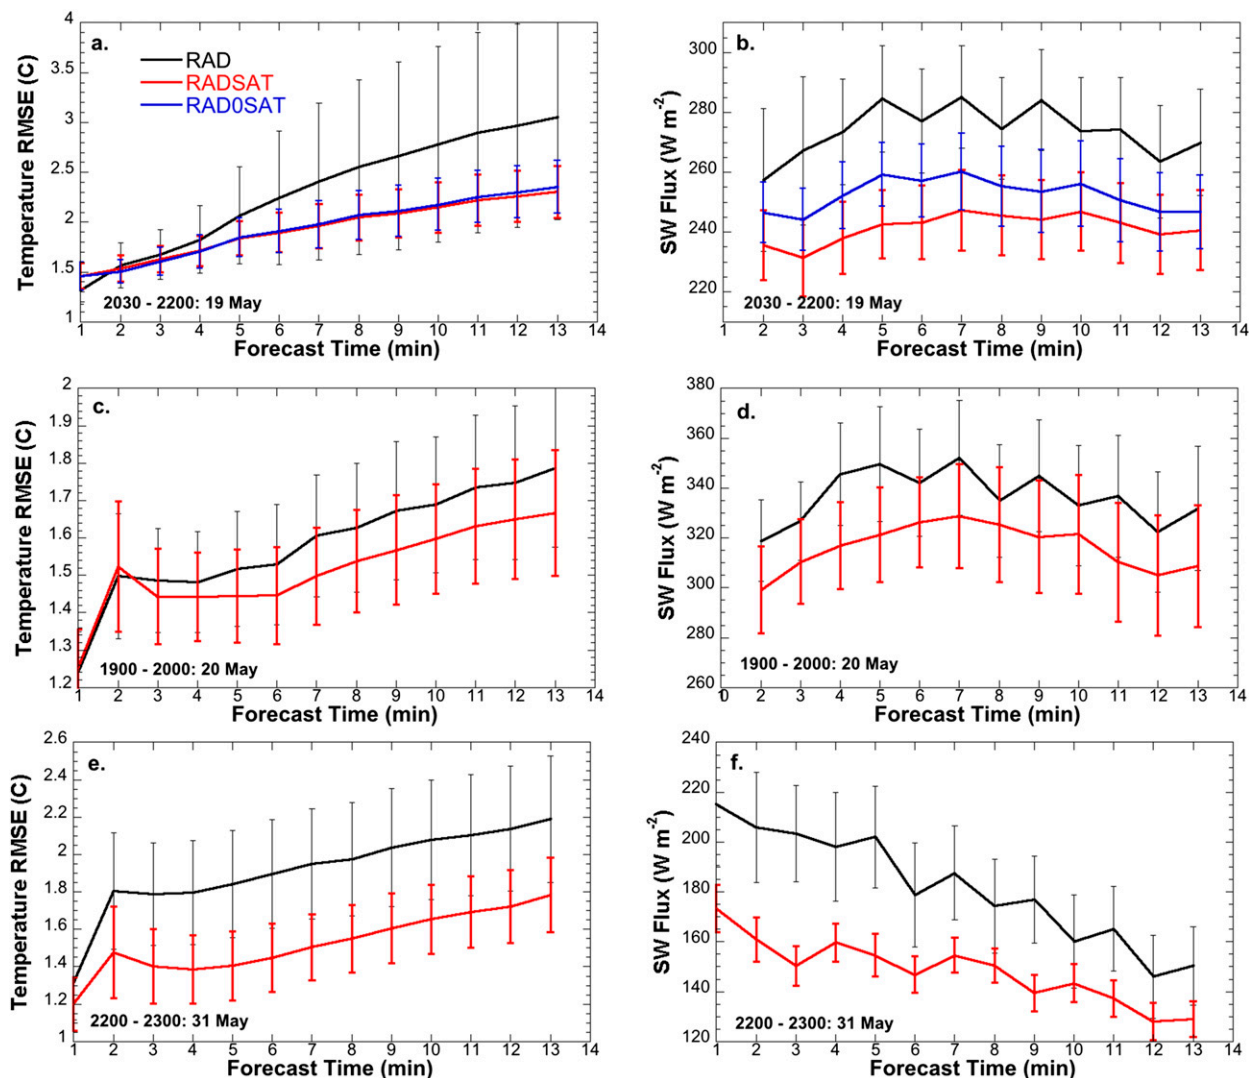 a.
RAD
RADSAT
RAD0SAT
4
3.5
3
2.5
2
1.5
1
Temperature RMSE (C)
2030 - 2200: 19 May
1 2 3 4 5 6 7 8 9 10 11 12 13 14
Forecast Time (min)
b.
300
280
260
240
220
SW Flux (W m-2)
2030 - 2200: 19 May
1 2 3 4 5 6 7 8 9 10 11 12 13 14
Forecast Time (min)
c.
2
1.9
1.8
1.7
1.6
1.5
1.4
1.3
1.2
Temperature RMSE (C)
1900 - 2000: 20 May
1 2 3 4 5 6 7 8 9 10 11 12 13 14
Forecast Time (min)
d.
380
360
340
320
300
280
260
SW Flux (W m-2)
1900 - 2000: 20 May
0 2 3 4 5 6 7 8 9 10 11 12 13 14
Forecast Time (min)
e.
2.6
2.4
2.2
2
1.8
1.6
1.4
1.2
1
Temperature RMSE (C)
2200 - 2300: 31 May
1 2 3 4 5 6 7 8 9 10 11 12 13 14
Forecast Time (min)
f.
240
220
200
180
160
140
120
SW Flux (W m-2)
2200 - 2300: 31 May
1 2 3 4 5 6 7 8 9 10 11 12 13 14
Forecast Time (min)